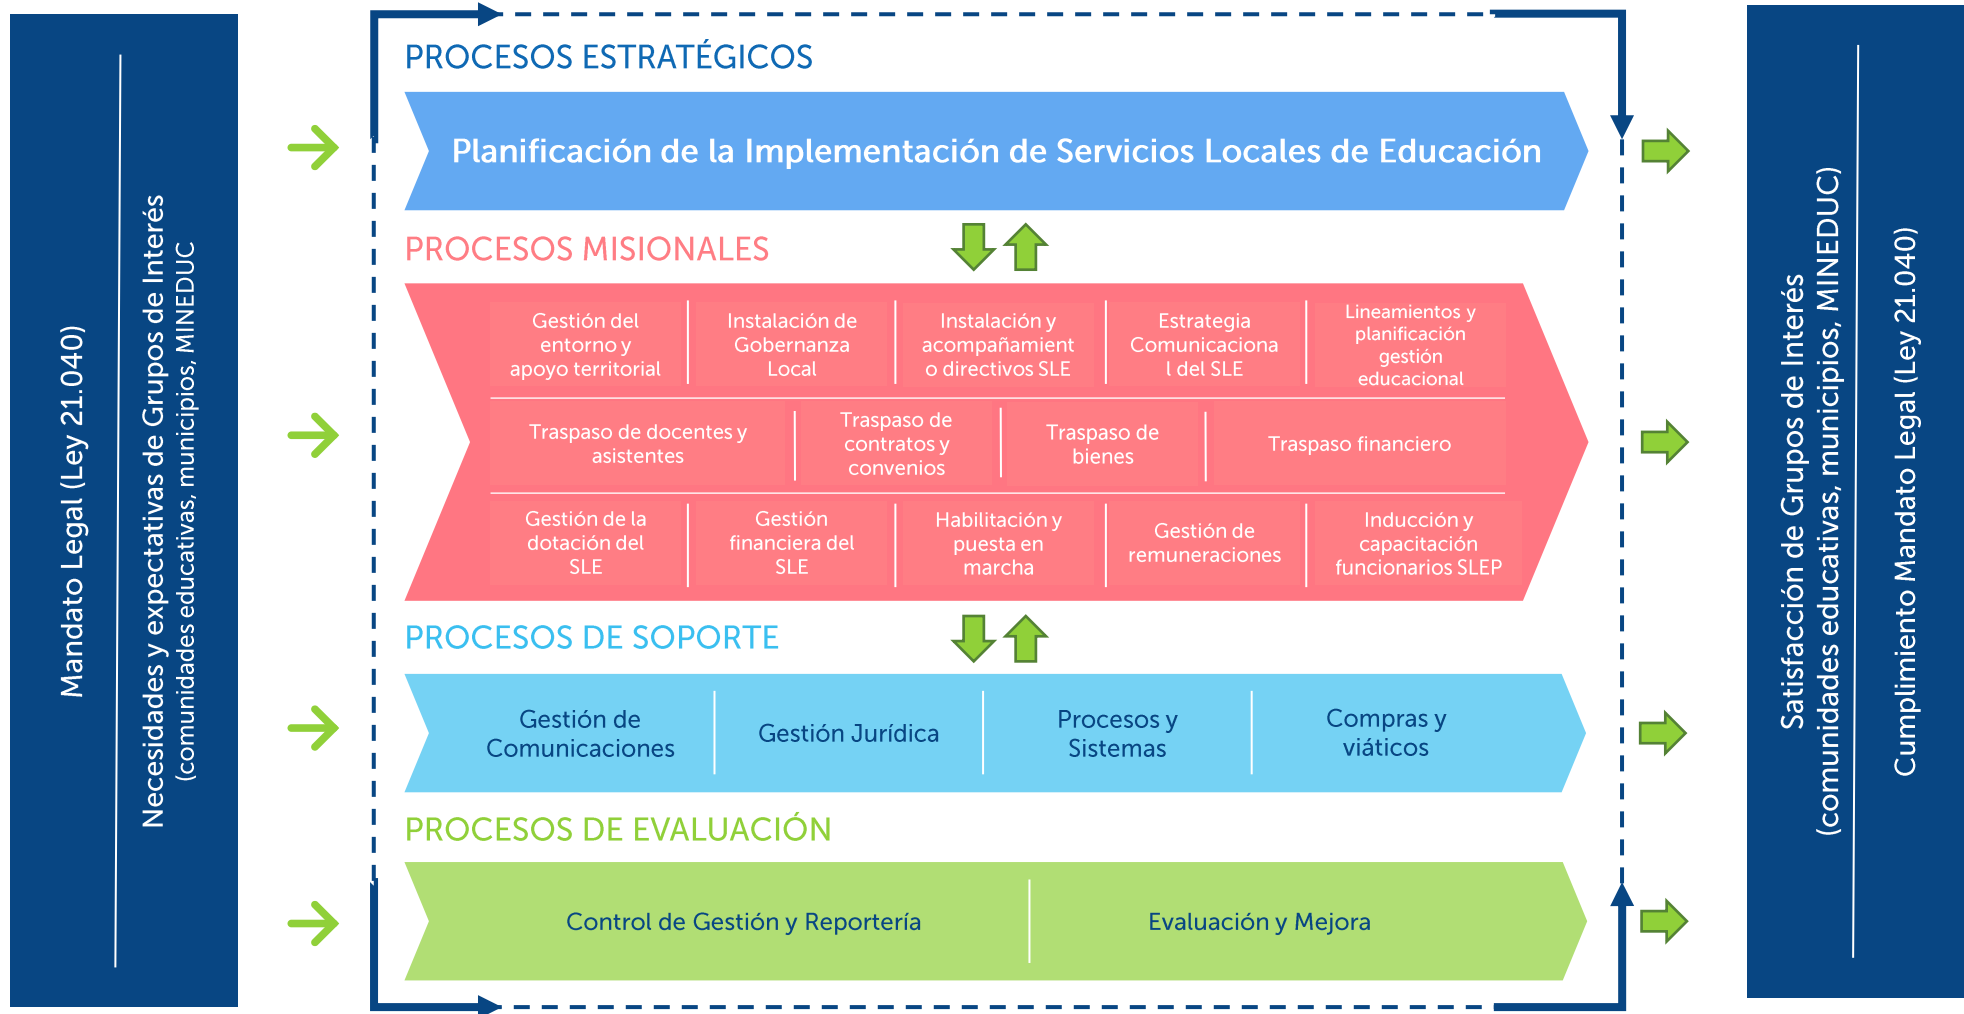 Mandato Legal (Ley 21.040)
Necesidades y expectativas de Grupos de Interés
(comunidades educativas, municipios, MINEDUC
PROCESOS ESTRATÉGICOS
Planificación de la Implementación de Servicios Locales de Educación
PROCESOS MISIONALES
Gestión del
entorno y
apoyo territorial
Instalación de
Gobernanza
Local
Instalación y
acompañamient
o directivos SLE
Estrategia
Comunicaciona
l del SLE
Lineamientos y
planificación
gestión
educacional
Traspaso de docentes y
asistentes
Traspaso de
contratos y
convenios
Traspaso de
bienes
Traspaso financiero
Gestión de la
dotación del
SLE
Gestión
financiera del
SLE
Habilitación y
puesta en
marcha
Gestión de
remuneraciones
Inducción y
capacitación
funcionarios SLEP
PROCESOS DE SOPORTE
Gestión de
Comunicaciones
Gestión Jurídica
Procesos y
Sistemas
Compras y
viáticos
PROCESOS DE EVALUACIÓN
Control de Gestión y Reportería
Evaluación y Mejora
Satisfacción de Grupos de Interés
(comunidades educativas, municipios, MINEDUC)
Cumplimiento Mandato Legal (Ley 21.040)